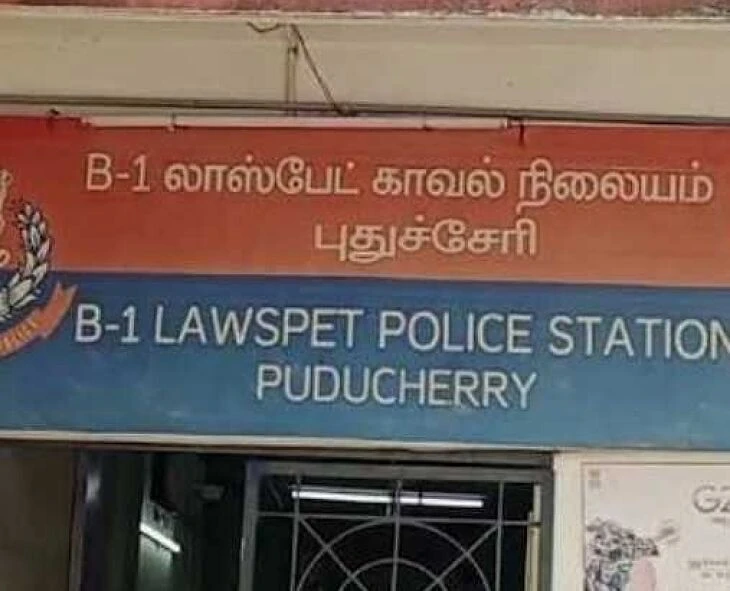 B-1 லாஸ்பேட் காவல் நிலையம்
புதுச்சேரி
B-1 LAWSPET POLICE STATION
PUDUCHERRY